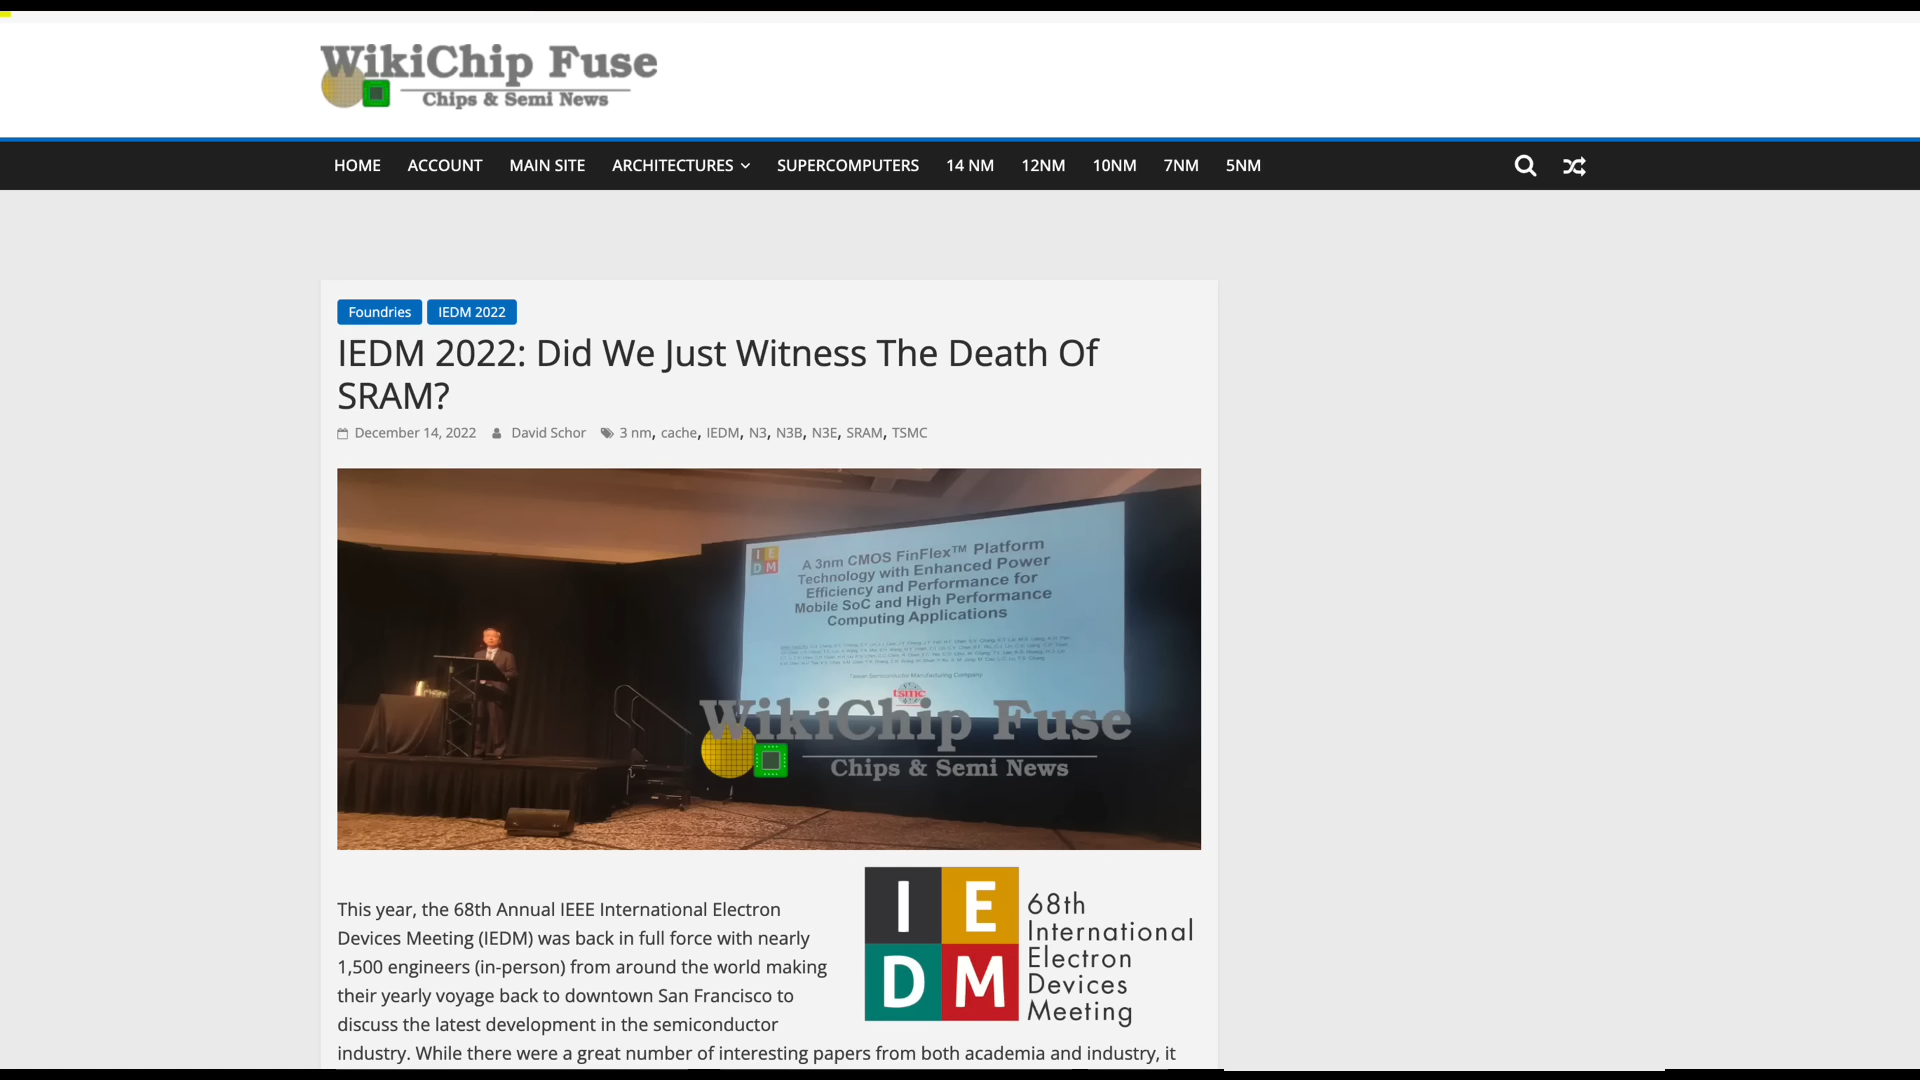 WikiChip Fuse
Chips & Semi News
HOME ACCOUNT MAIN SITE ARCHITECTURES SUPERCOMPUTERS 14 NM 12NM 10NM 7NM 5NM
Foundries IEDM 2022
IEDM 2022: Did We Just Witness The Death Of
SRAM?
December 14, 2022 David Schor 3 nm, cache, IEDM, N3, N3B, N3E, SRAM, TSMC
I E
D M
A 3nm CMOS FinFlex™ Platform
Technology with Enhanced Power
Efficiency and Performance for
Mobile SoC and High Performance
Computing Applications
Taiwan Semiconductor Manufacturing Company
tsmc
WikiChip Fuse
Chips & Semi News
I E
D M
68th
International
Electron
Devices
Meeting
This year, the 68th Annual IEEE International Electron
Devices Meeting (IEDM) was back in full force with nearly
1,500 engineers (in-person) from around the world making
their yearly voyage back to downtown San Francisco to
discuss the latest development in the semiconductor
industry. While there were a great number of interesting papers from both academia and industry, it